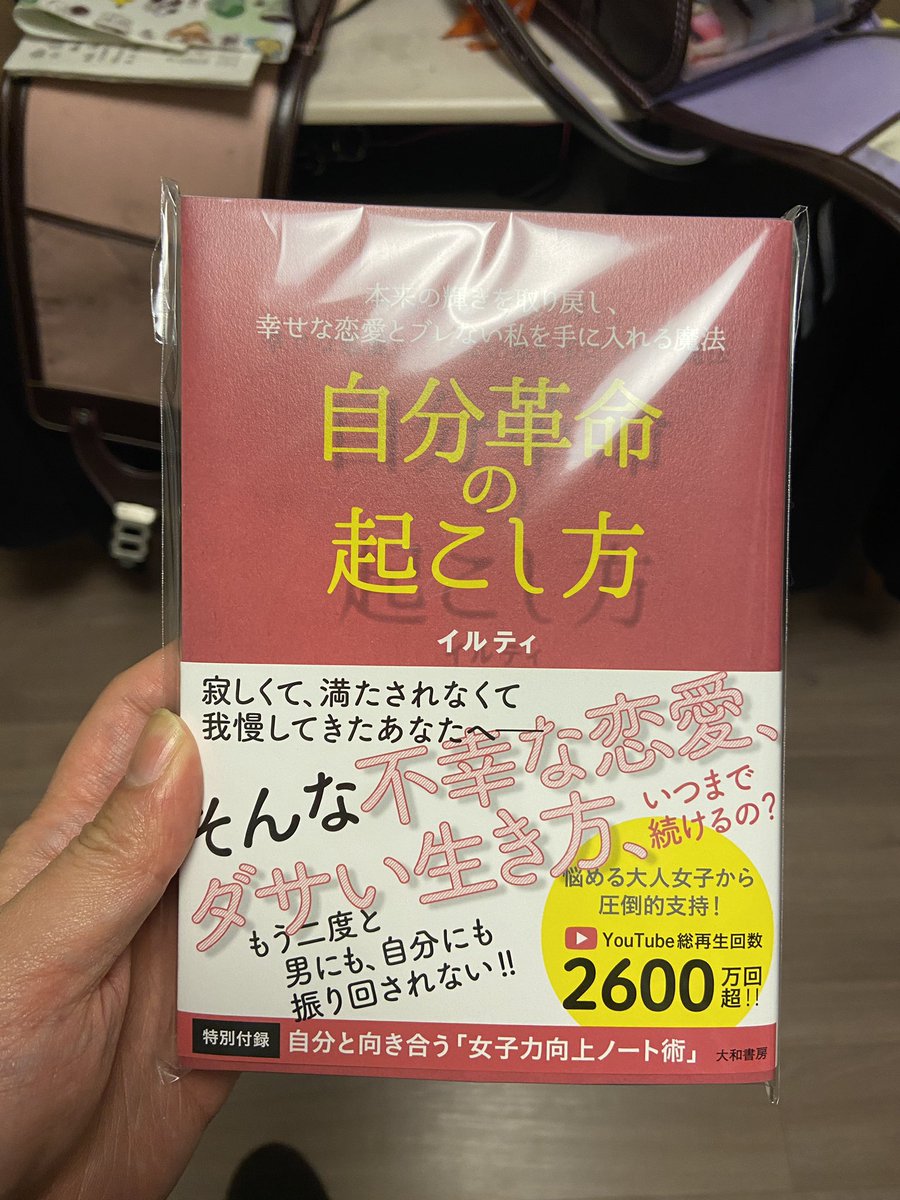 本来の輝きを取り戻し、
幸せな恋愛とブレない私を手に入れる魔法
自分革命
の
起こし方
イルティ
寂しくて、満たされなくて
我慢してきたあなたへ──
そんな不幸な恋愛、
ダサい生き方、いつまで
続けるの?
もう二度と
男にも、自分にも
振り回されない!!
悩める大人女子から
圧倒的支持!
YouTube総再生回数
2600万回
超!!
特別付録 自分と向き合う「女子力向上ノート術」 大和書房